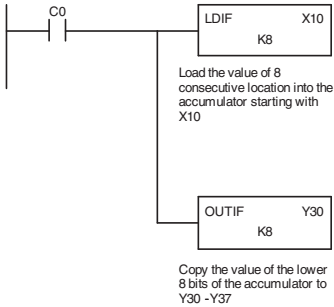 C0
LDIF X10
K8
Load the value of 8
consecutive location into the
accumulator starting with
X10
OUTIF Y30
K8
Copy the value of the lower
8 bits of the accumulator to
Y30 -Y37